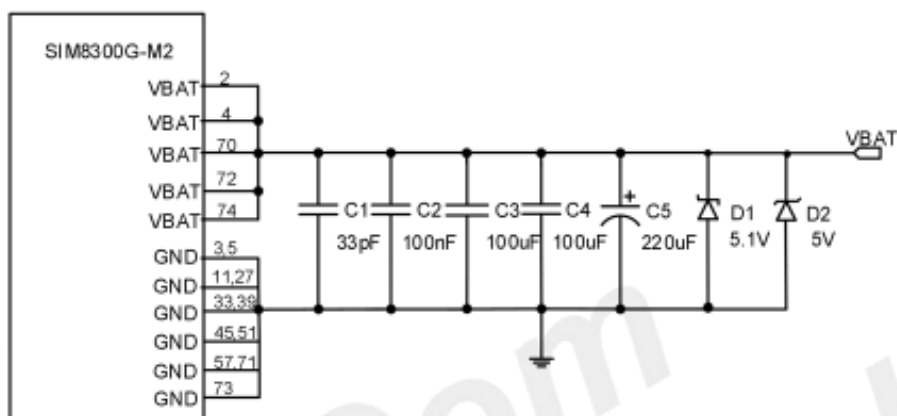 SIM8300G-M2
VBAT 2
VBAT 4
VBAT 70
VBAT
VBAT 72
VBAT 74
C1 C2 C3 C4 + C5 D1 D2
33pF 100nF 100uF 100uF 220uF 5.1V 5V
GND 3,5
GND 11,27
GND 33,39
GND 45,51
GND 57,71
GND 73
om